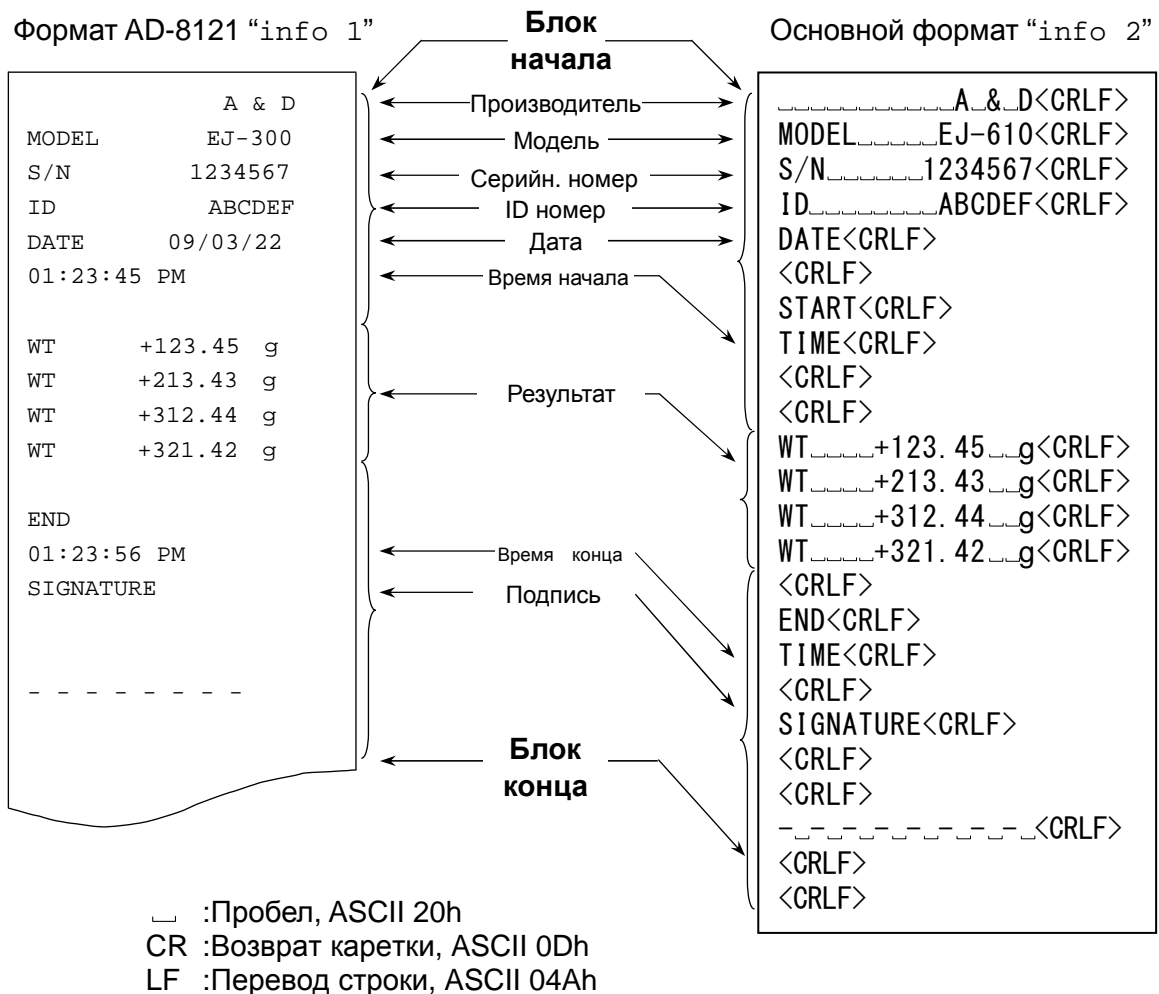 Формат AD-8121 “info 1”
Блок
начала
Основной формат “info 2”
A & D
MODEL EJ-300
S/N 1234567
ID ABCDEF
DATE 09/03/22
01:23:45 PM
WT +123.45 g
WT +213.43 g
WT +312.44 g
WT +321.42 g
END
01:23:56 PM
SIGNATURE
- - - - - - - -
Производитель
Модель
Серийн. номер
ID номер
Дата
Время начала
Результат
Время конца
Подпись
Блок
конца
␣␣␣␣␣␣␣␣␣␣␣A␣&␣D<CRLF>
MODEL␣␣␣␣␣EJ-610<CRLF>
S/N␣␣␣␣␣␣1234567<CRLF>
ID␣␣␣␣␣␣␣␣ABCDEF<CRLF>
DATE<CRLF>
<CRLF>
START<CRLF>
TIME<CRLF>
<CRLF>
<CRLF>
WT␣␣␣␣+123.45␣␣g<CRLF>
WT␣␣␣␣+213.43␣␣g<CRLF>
WT␣␣␣␣+312.44␣␣g<CRLF>
WT␣␣␣␣+321.42␣␣g<CRLF>
<CRLF>
END<CRLF>
TIME<CRLF>
<CRLF>
SIGNATURE<CRLF>
<CRLF>
<CRLF>
-␣-␣-␣-␣-␣-␣-␣-␣<CRLF>
<CRLF>
<CRLF>
␣ :Пробел, ASCII 20h
CR :Возврат каретки, ASCII 0Dh
LF :Перевод строки, ASCII 04Ah